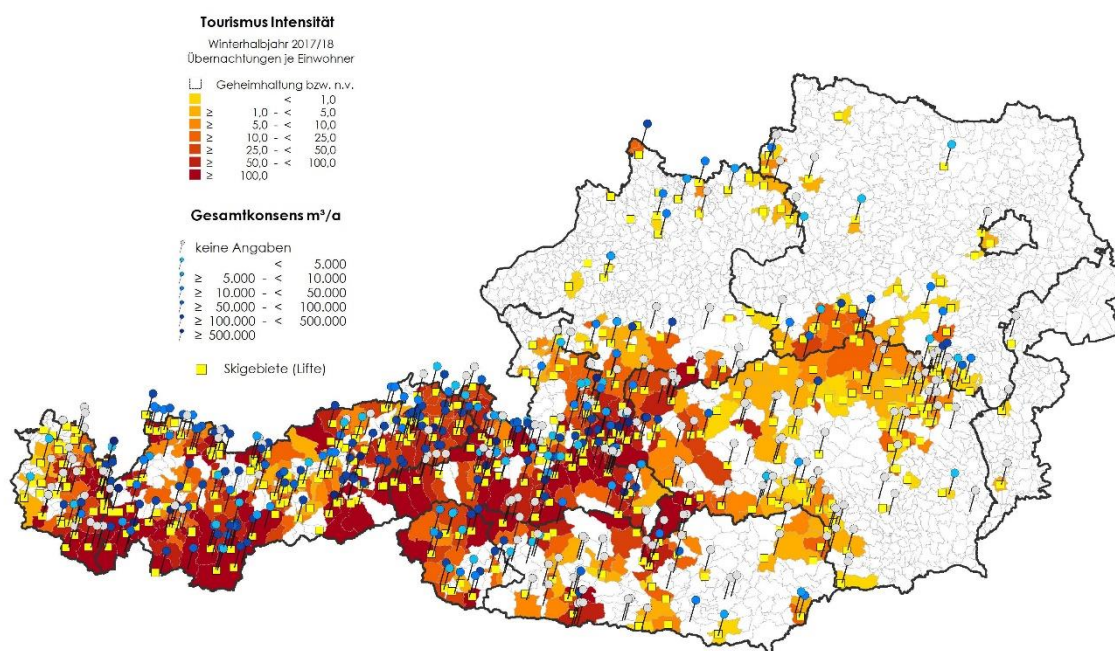 Tourismus Intensität
Winterhalbjahr 2017/18
Übernachtungen je Einwohner
Geheimhaltung bzw. n.v.
< 1,0
≥ 1,0 - < 5,0
≥ 5,0 - < 10,0
≥ 10,0 - < 25,0
≥ 25,0 - < 50,0
≥ 50,0 - < 100,0
≥ 100,0
Gesamtkonsens m³/a
keine Angaben
< 5.000
≥ 5.000 - < 10.000
≥ 10.000 - < 50.000
≥ 50.000 - < 100.000
≥ 100.000 - < 500.000
≥ 500.000
Skigebiete (Lifte)